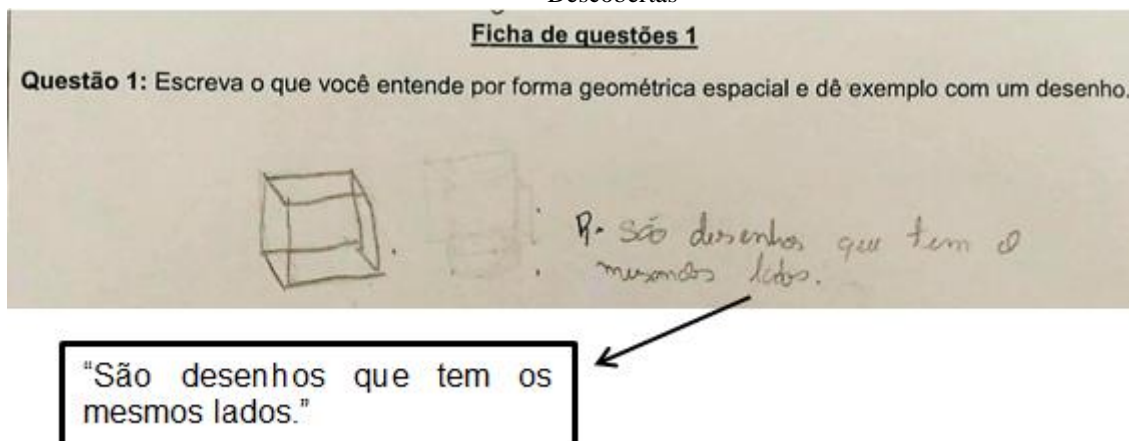 Descobertas
Ficha de questões 1
Questão 1: Escreva o que você entende por forma geométrica espacial e dê exemplo com um desenho.
R. São desenhos que tem o
mesmos lados.
"São desenhos que tem os
mesmos lados."